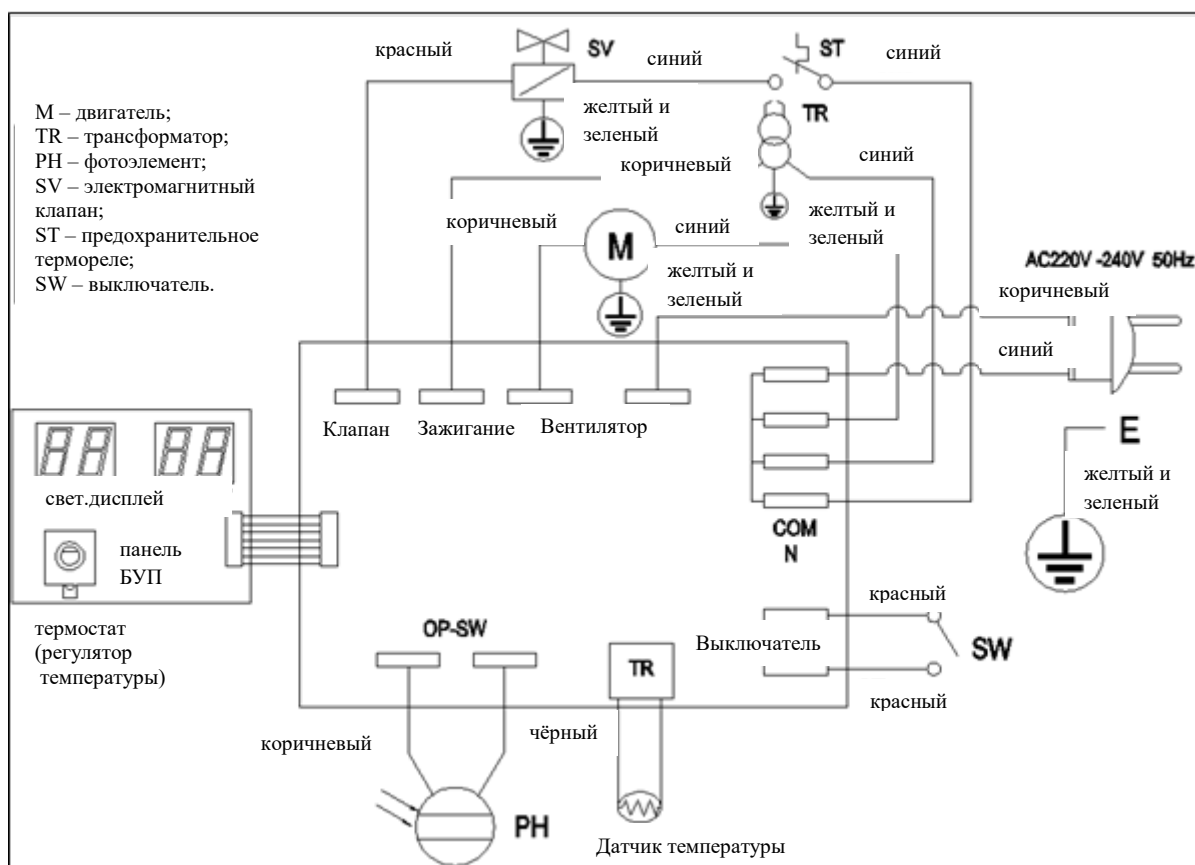 красный
SV
синий
ST
синий
M – двигатель;
TR – трансформатор;
PH – фотоэлемент;
SV – электромагнитный
клапан;
ST – предохранительное
термореле;
SW – выключатель.
желтый и
зеленый
TR
коричневый
синий
коричневый
M
синий
желтый и
зеленый
желтый и
зеленый
AC220V -240V 50Hz
коричневый
синий
Клапан
Зажигание
Вентилятор
E
желтый и
зеленый
88 88
свет.дисплей
панель
БУП
термостат
(регулятор
температуры)
COM
N
OP-SW
TR
Выключатель
красный
SW
красный
коричневый
чёрный
PH
Датчик температуры